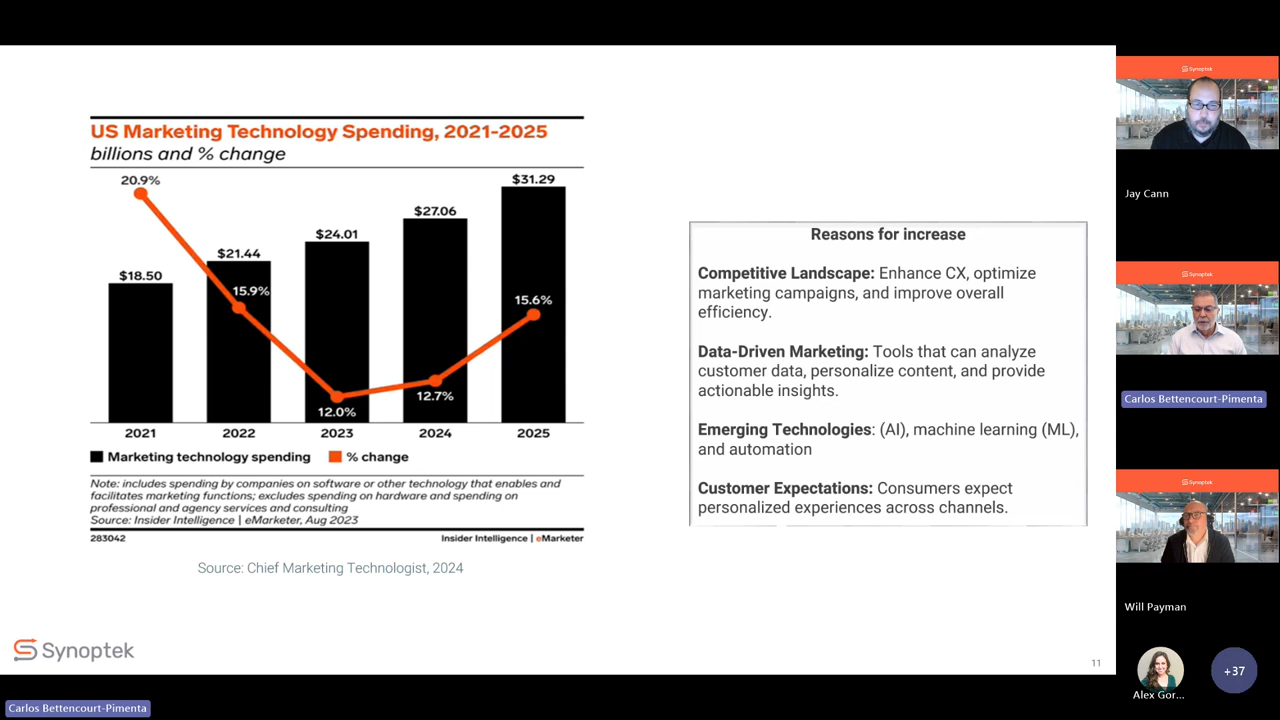 US Marketing Technology Spending, 2021-2025
billions and % change
20.9%
$18.50
$21.44
15.9%
$24.01
12.0%
$27.06
12.7%
$31.29
15.6%
2021 2022 2023 2024 2025
Marketing technology spending % change
Note: includes spending by companies on software or other technology that enables and
facilitates marketing functions; excludes spending on hardware and spending on
professional and agency services and consulting
Source: Insider Intelligence | eMarketer, Aug 2023
283042 Insider Intelligence | eMarketer
Source: Chief Marketing Technologist, 2024
Reasons for increase
Competitive Landscape: Enhance CX, optimize
marketing campaigns, and improve overall
efficiency.
Data-Driven Marketing: Tools that can analyze
customer data, personalize content, and provide
actionable insights.
Emerging Technologies: (AI), machine learning (ML),
and automation
Customer Expectations: Consumers expect
personalized experiences across channels.
Synoptek
11
Carlos Bettencourt-Pimenta
Synoptek
Jay Cann
Synoptek
Carlos Bettencourt-Pimenta
Synoptek
Will Payman
Alex Gor...
+37